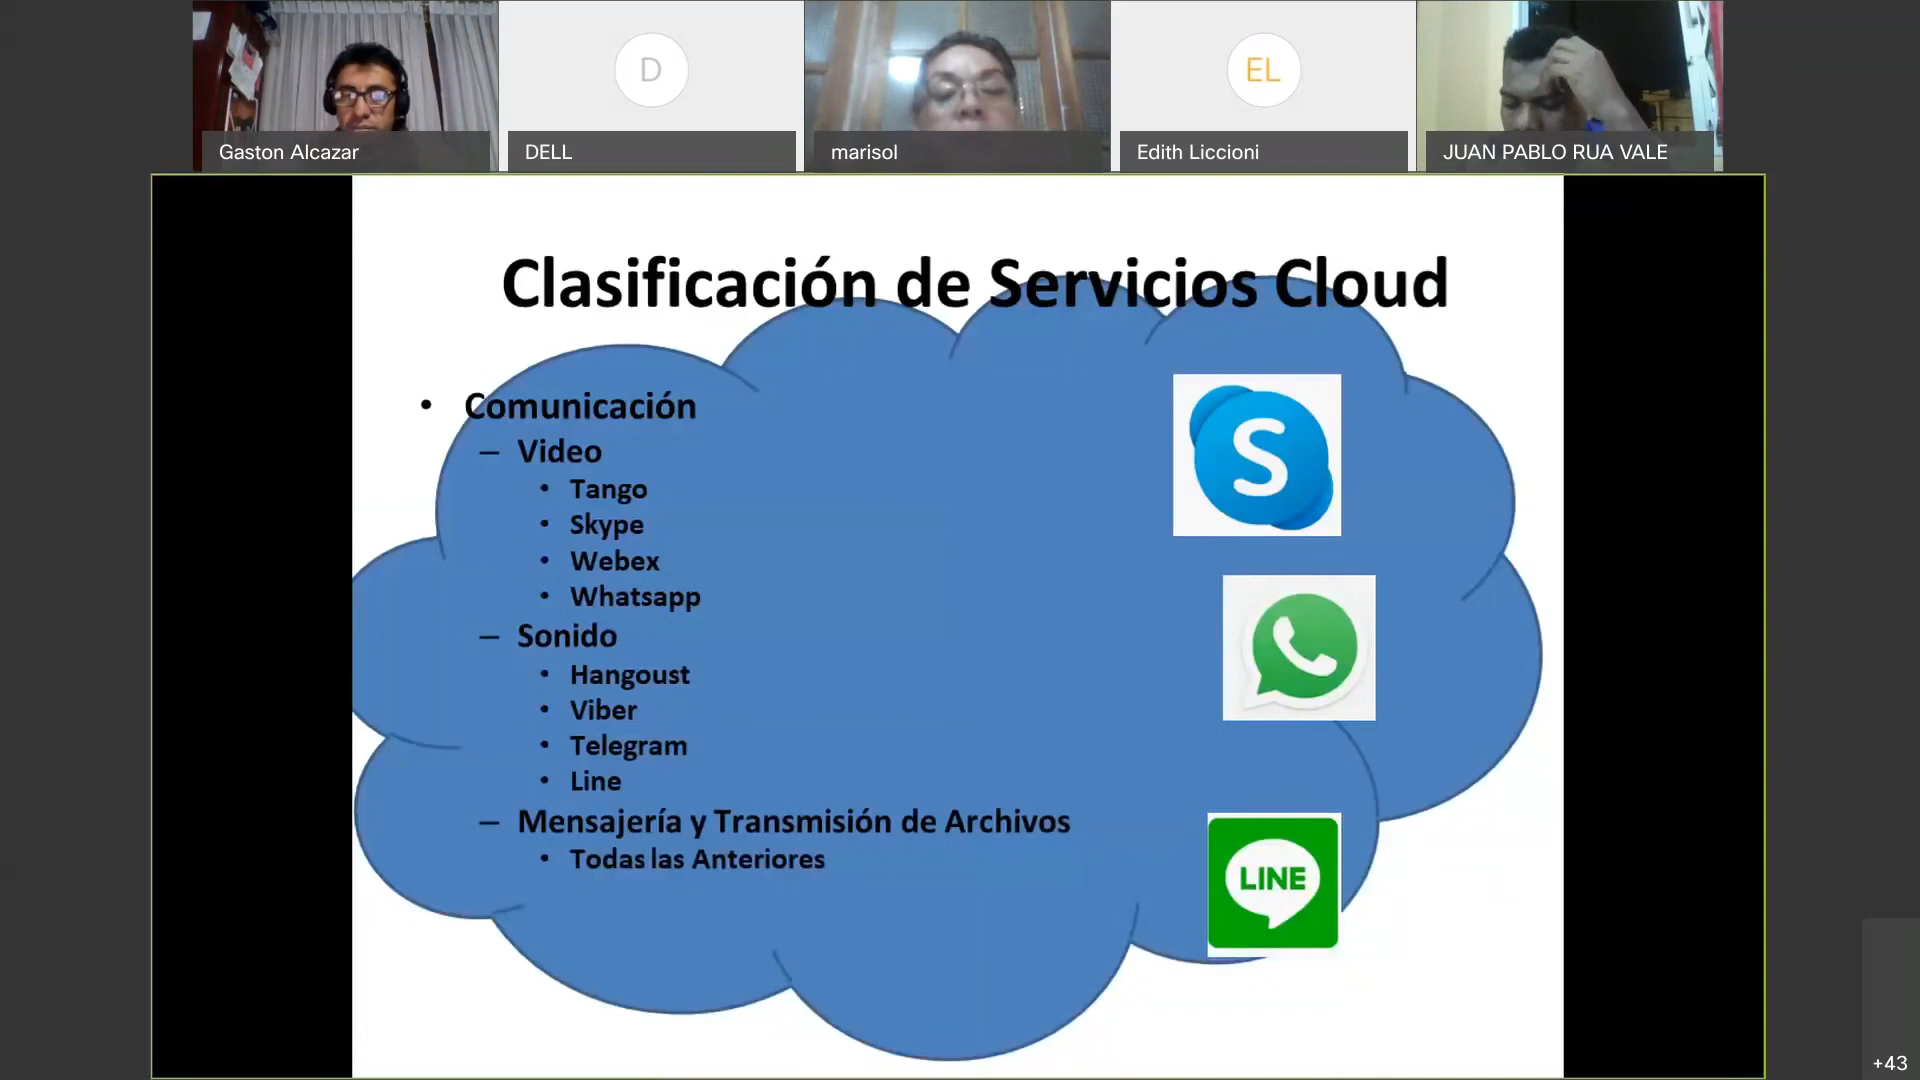 D
EL
Gaston Alcazar
DELL
marisol
Edith Liccioni
JUAN PABLO RUA VALE
Clasificación de Servicios Cloud
• Comunicación
– Video
• Tango
• Skype
• Webex
• Whatsapp
– Sonido
• Hangoust
• Viber
• Telegram
• Line
– Mensajería y Transmisión de Archivos
• Todas las Anteriores
S
LINE
+43